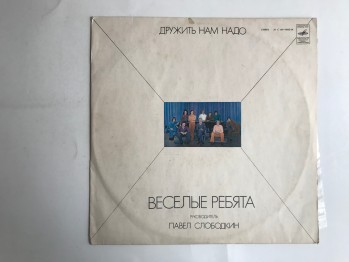 ДРУЖИТЬ НАМ НАДО
ВЕСЕЛЫЕ РЕБЯТА
РУКОВОДИТЕЛЬ
ПАВЕЛ СЛОБОДКИН